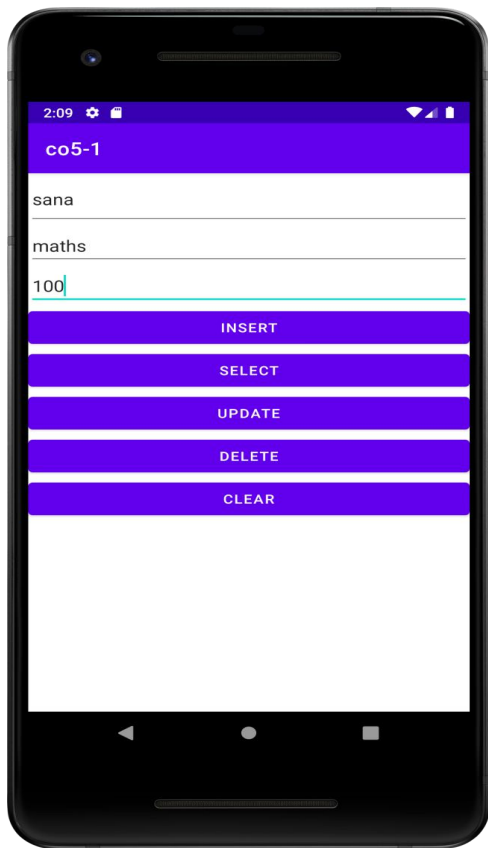 2:09
co5-1
sana
maths
100
INSERT
SELECT
UPDATE
DELETE
CLEAR